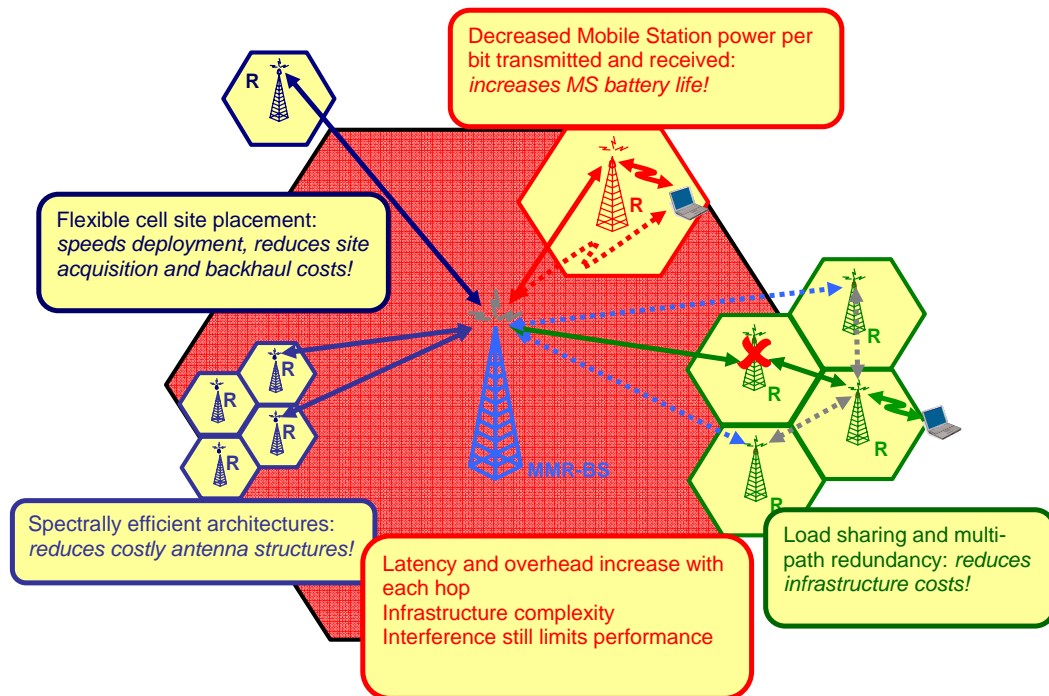 Decreased Mobile Station power per
bit transmitted and received:
increases MS battery life!
R
R
Flexible cell site placement:
speeds deployment, reduces site
acquisition and backhaul costs!
R
R
R
R
R
R
R
R
MMR-BS
Spectrally efficient architectures:
reduces costly antenna structures!
Latency and overhead increase with
each hop
Infrastructure complexity
Interference still limits performance
Load sharing and multi-
path redundancy: reduces
infrastructure costs!